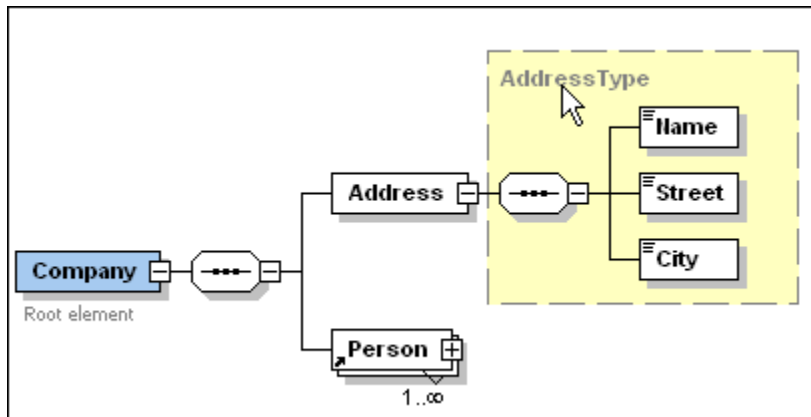 AddressType
Name
Address
Street
City
Company
Root element
Person
1..∞